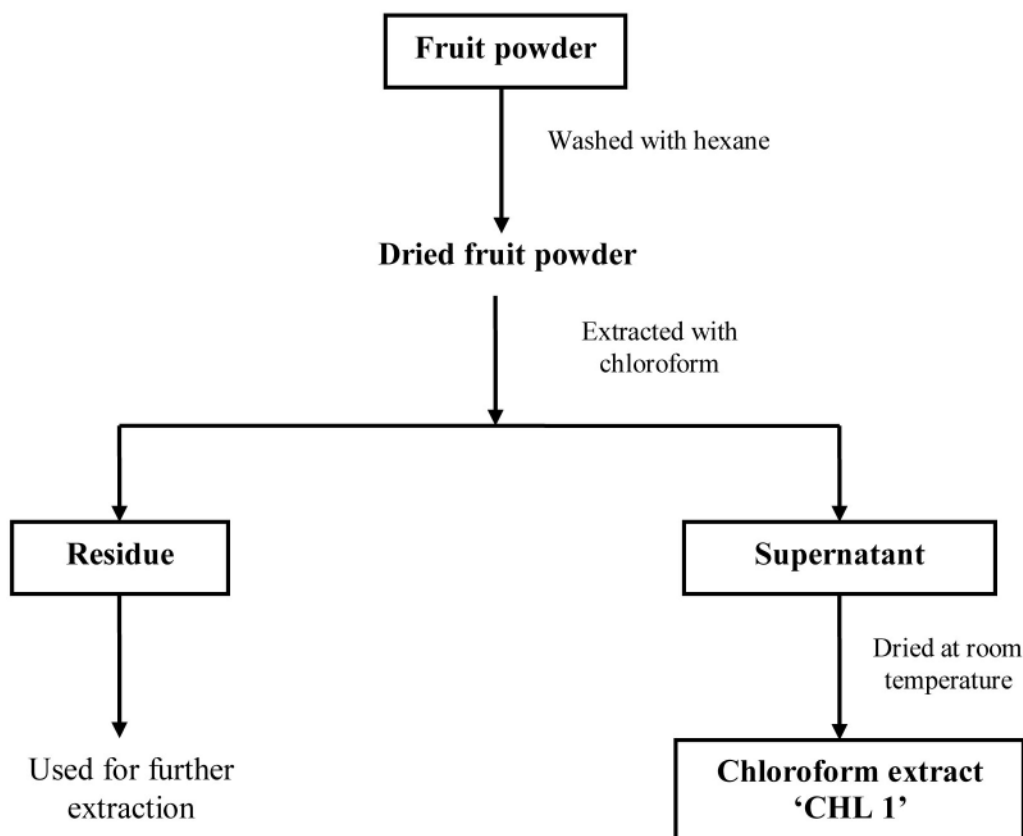 Fruit powder
Washed with hexane
Dried fruit powder
Extracted with
chloroform
Residue
Supernatant
Dried at room
temperature
Used for further
extraction
Chloroform extract
‘CHL 1’